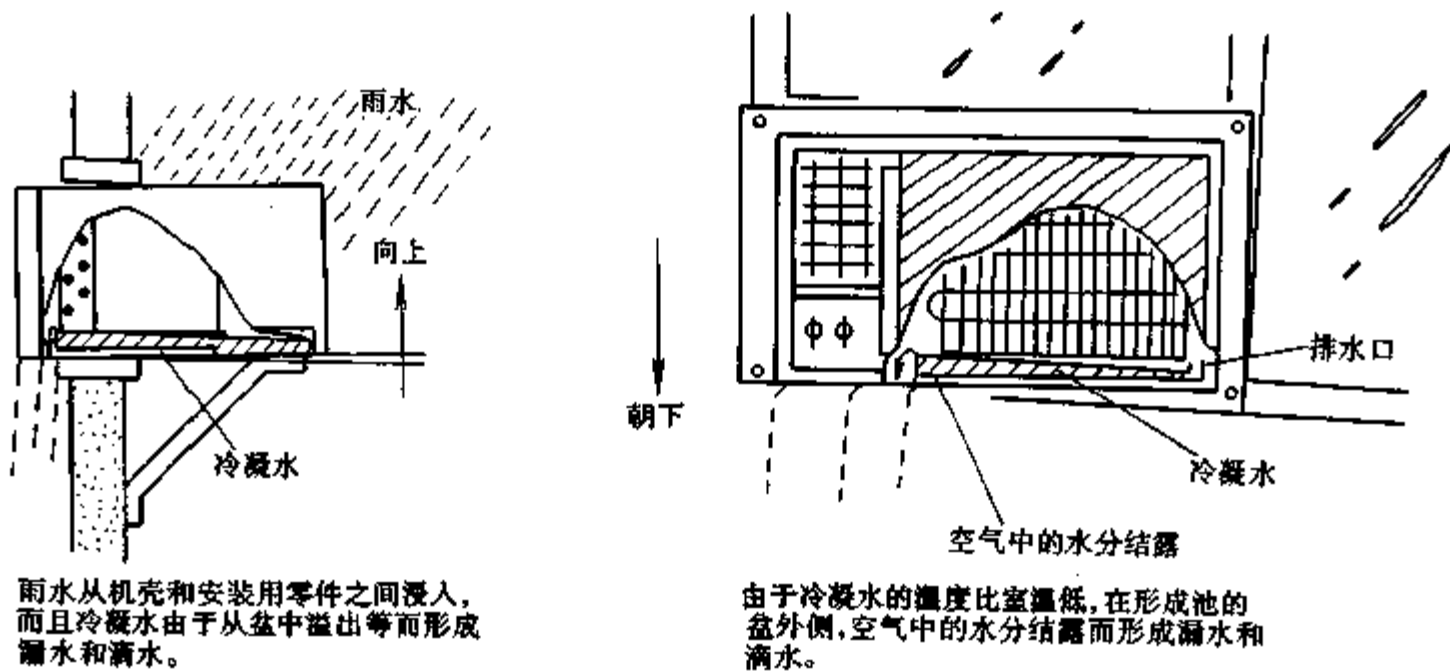 雨水
向上
冷凝水
雨水从机壳和安装用零件之间浸入,
而且冷凝水由于从盆中溢出等而形成
漏水和滴水。
朝下
排水口
冷凝水
空气中的水分结露
由于冷凝水的温度比室温低,在形成池的
盆外侧,空气中的水分结露而形成漏水和
滴水。